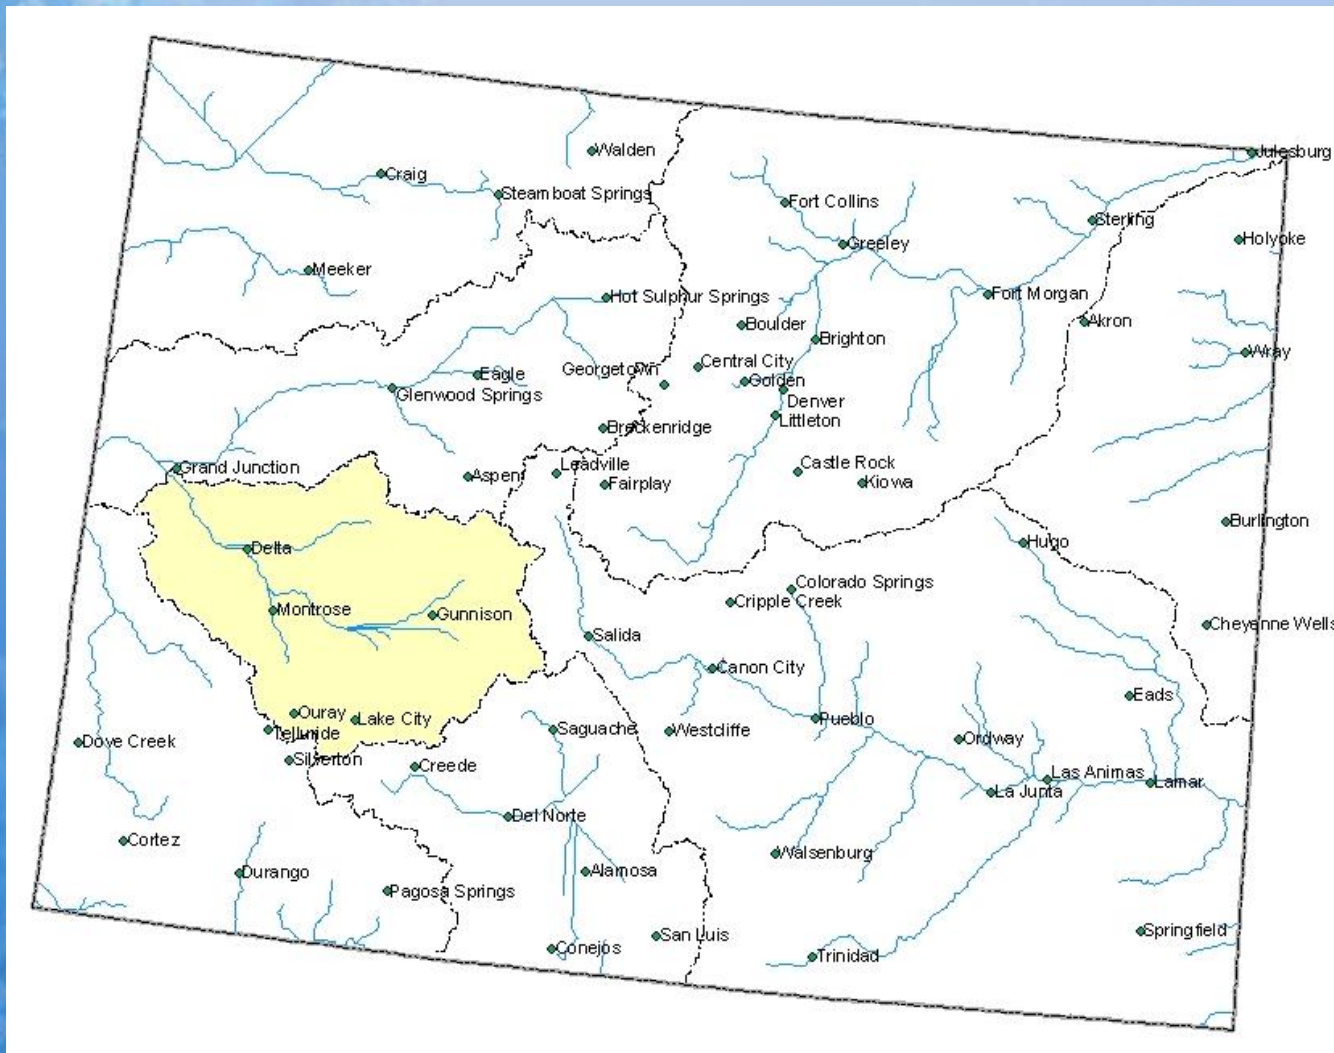 Julesburg
Walden
Craig
Steamboat Springs
Fort Collins
Sterling
Greeley
Holyoke
Meeker
Hot Sulphur Springs
Fort Morgan
Boulder
Akron
Brighton
Wray
Central City
Georgetown
Eagle
Golden
Glenwood Springs
Denver
Littleton
Breckenridge
Grand Junction
Leadville
Castle Rock
Aspen
Fairplay
Kiowa
Burlington
Delta
Hugo
Colorado Springs
Cripple Creek
Montrose
Gunnison
Cheyenne Wells
Salida
Canon City
Eads
Ouray
Lake City
Pueblo
Telluride
Saguache
Westcliffe
Dove Creek
Ordway
Silverton
Creede
Las Animas
Lamar
La Junta
Del Norte
Cortez
Walsenburg
Durango
Alamosa
Pagosa Springs
Springfield
San Luis
Conejos
Trinidad